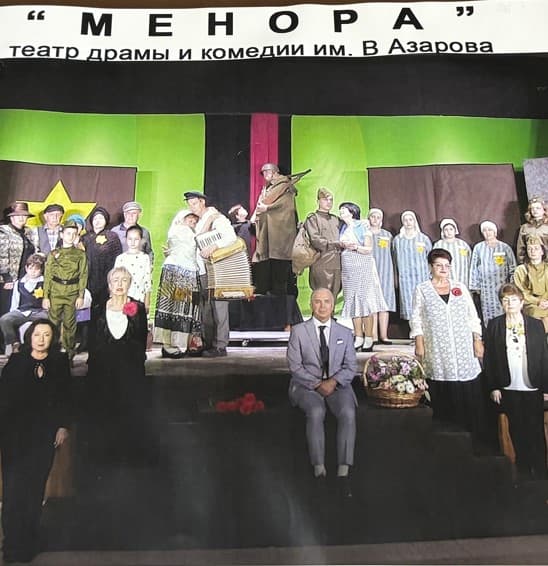 “ МЕНОРА ”
театр драмы и комедии им. В Азарова